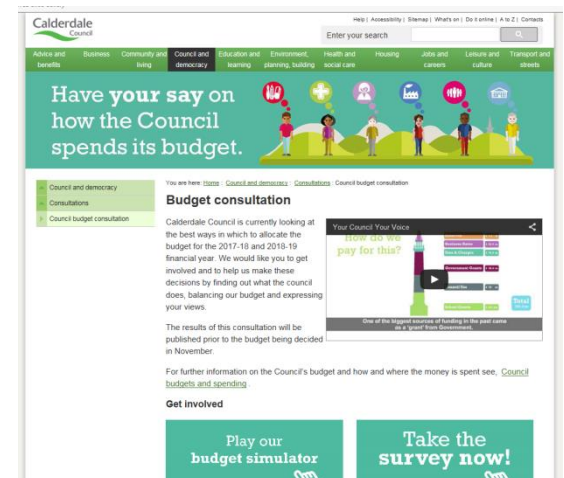 Calderdale
Council
Help | Accessibility | Sitemap | What's on | Do it online | A to Z | Contacts
Enter your search
Advice and benefits
Business
Community and living
Council and democracy
Education and learning
Environment, planning, building
Health and social care
Housing
Jobs and careers
Leisure and culture
Transport and streets
Have your say on
how the Council
spends its budget.
Council and democracy
Consultations
Council budget consultation
You are here: Home : Council and democracy : Consultations : Council budget consultation
Budget consultation
Calderdale Council is currently looking at
the best ways in which to allocate the
budget for the 2017-18 and 2018-19
financial year. We would like you to get
involved and to help us make these
decisions by finding out what the council
does, balancing our budget and expressing
your views.
The results of this consultation will be
published prior to the budget being decided
in November.
Your Council Your Voice
How do we
pay for this?
Total
One of the biggest sources of funding in the past came
as a 'grant' from Government.
For further information on the Council's budget and how and where the money is spent see, Council
budgets and spending .
Get involved
Play our
budget simulator
Take the
survey now!